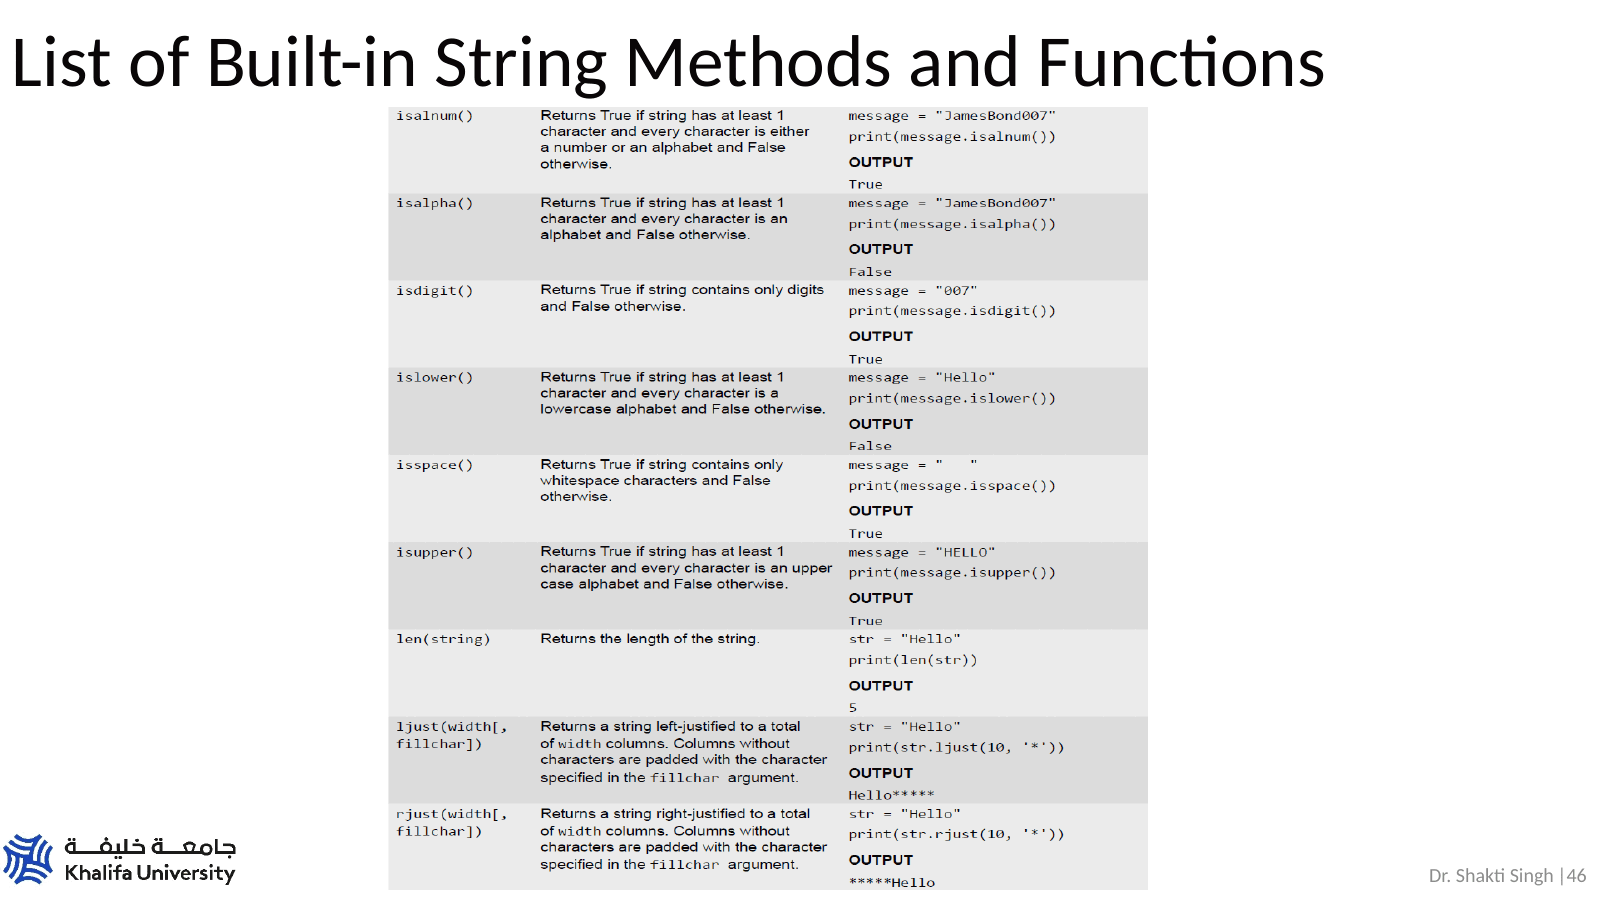 List of Built-in String Methods and Functions
isalnum()
Returns True if string has at least 1
character and every character is either
a number or an alphabet and False
otherwise.
message = "JamesBond007"
print(message.isalnum())
OUTPUT
True
isalpha()
Returns True if string has at least 1
character and every character is an
alphabet and False otherwise.
message = "JamesBond007"
print(message.isalpha())
OUTPUT
False
isdigit()
Returns True if string contains only digits
and False otherwise.
message = "007"
print(message.isdigit())
OUTPUT
True
islower()
Returns True if string has at least 1
character and every character is a
lowercase alphabet and False otherwise.
message = "Hello"
print(message.islower())
OUTPUT
False
isspace()
Returns True if string contains only
whitespace characters and False
otherwise.
message = "   "
print(message.isspace())
OUTPUT
True
isupper()
Returns True if string has at least 1
character and every character is an upper
case alphabet and False otherwise.
message = "HELLO"
print(message.isupper())
OUTPUT
True
len(string)
Returns the length of the string.
str = "Hello"
print(len(str))
OUTPUT
5
ljust(width[,
fillchar])
Returns a string left-justified to a total
of width columns. Columns without
characters are padded with the character
specified in the fillchar argument.
str = "Hello"
print(str.ljust(10, '*'))
OUTPUT
Hello*****
rjust(width[,
fillchar])
Returns a string right-justified to a total
of width columns. Columns without
characters are padded with the character
specified in the fillchar argument.
str = "Hello"
print(str.rjust(10, '*'))
OUTPUT
*****Hello
جامعـــة خليفـــة
Khalifa University
Dr. Shakti Singh |46